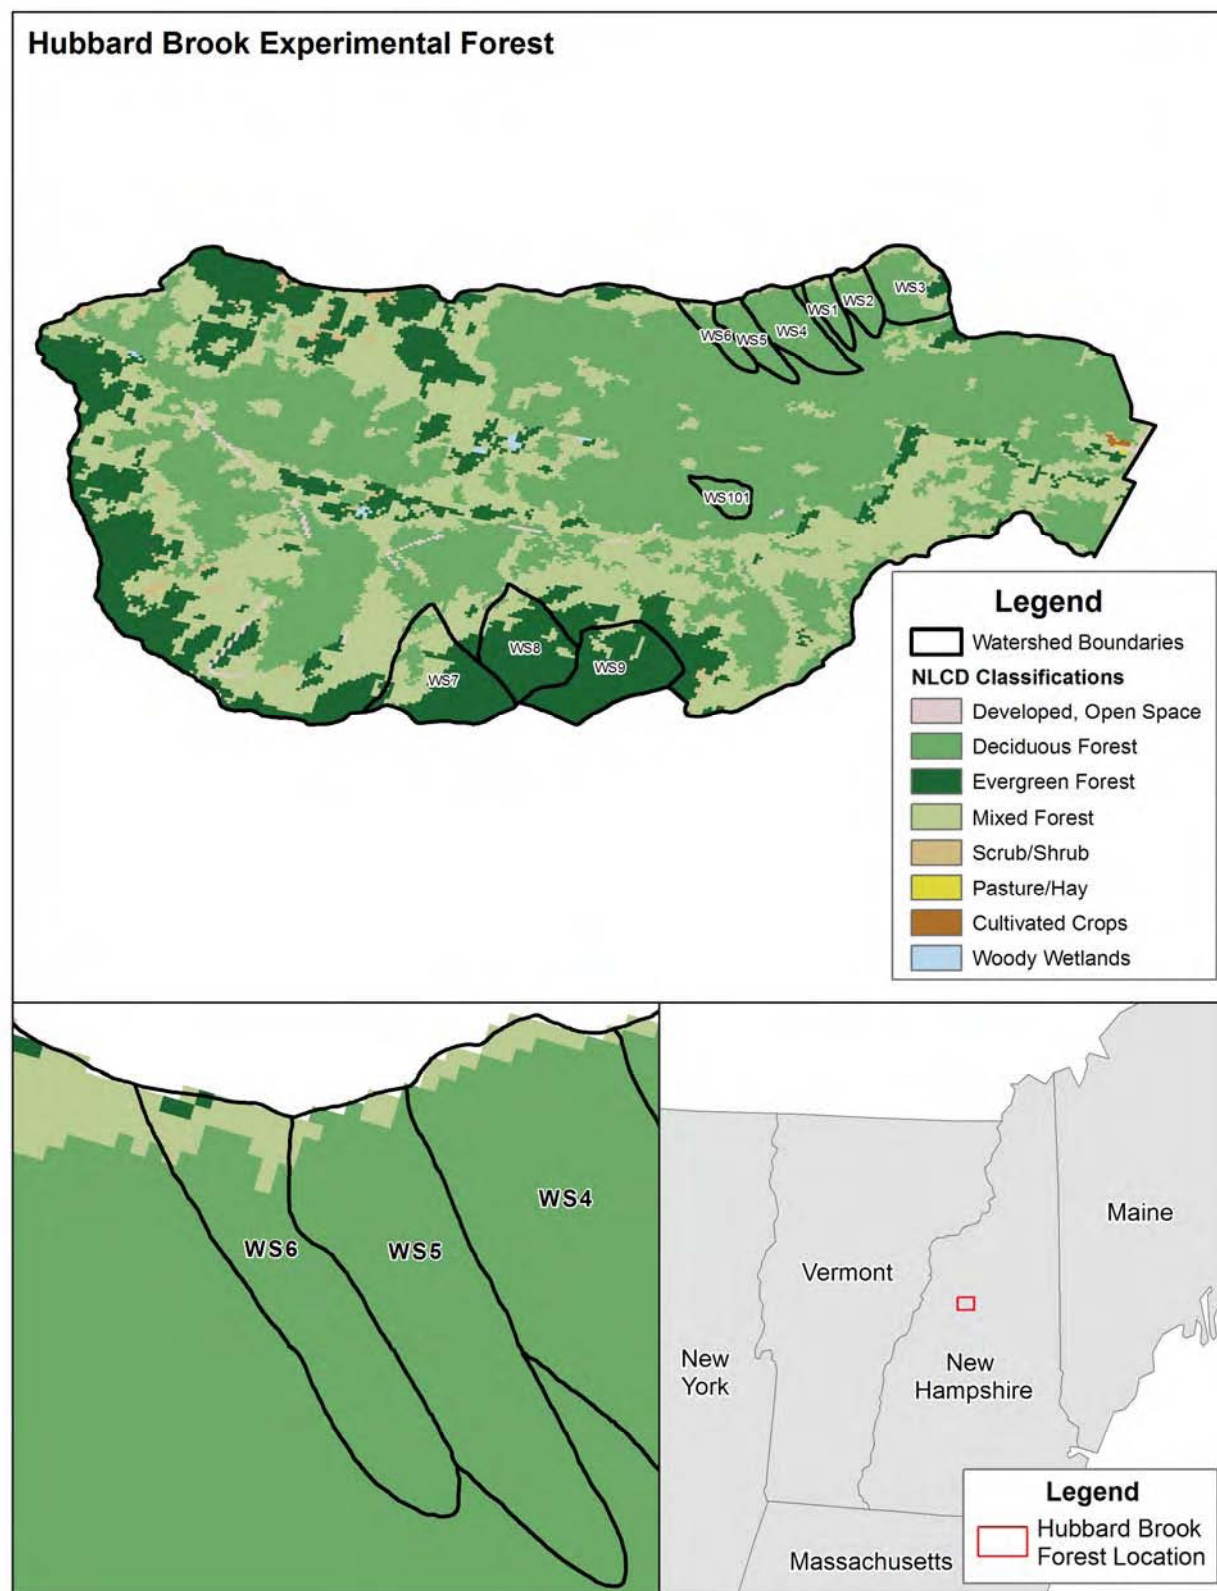 Hubbard Brook Experimental Forest
WS3
WS2
WS1
WS4
WS5
WS6
WS101
WS8
WS9
WS7
Legend
Watershed Boundaries
NLCD Classifications
Developed, Open Space
Deciduous Forest
Evergreen Forest
Mixed Forest
Scrub/Shrub
Pasture/Hay
Cultivated Crops
Woody Wetlands
WS4
WS6
WS5
Maine
Vermont
New
York
New
Hampshire
Massachusetts
Legend
Hubbard Brook
Forest Location